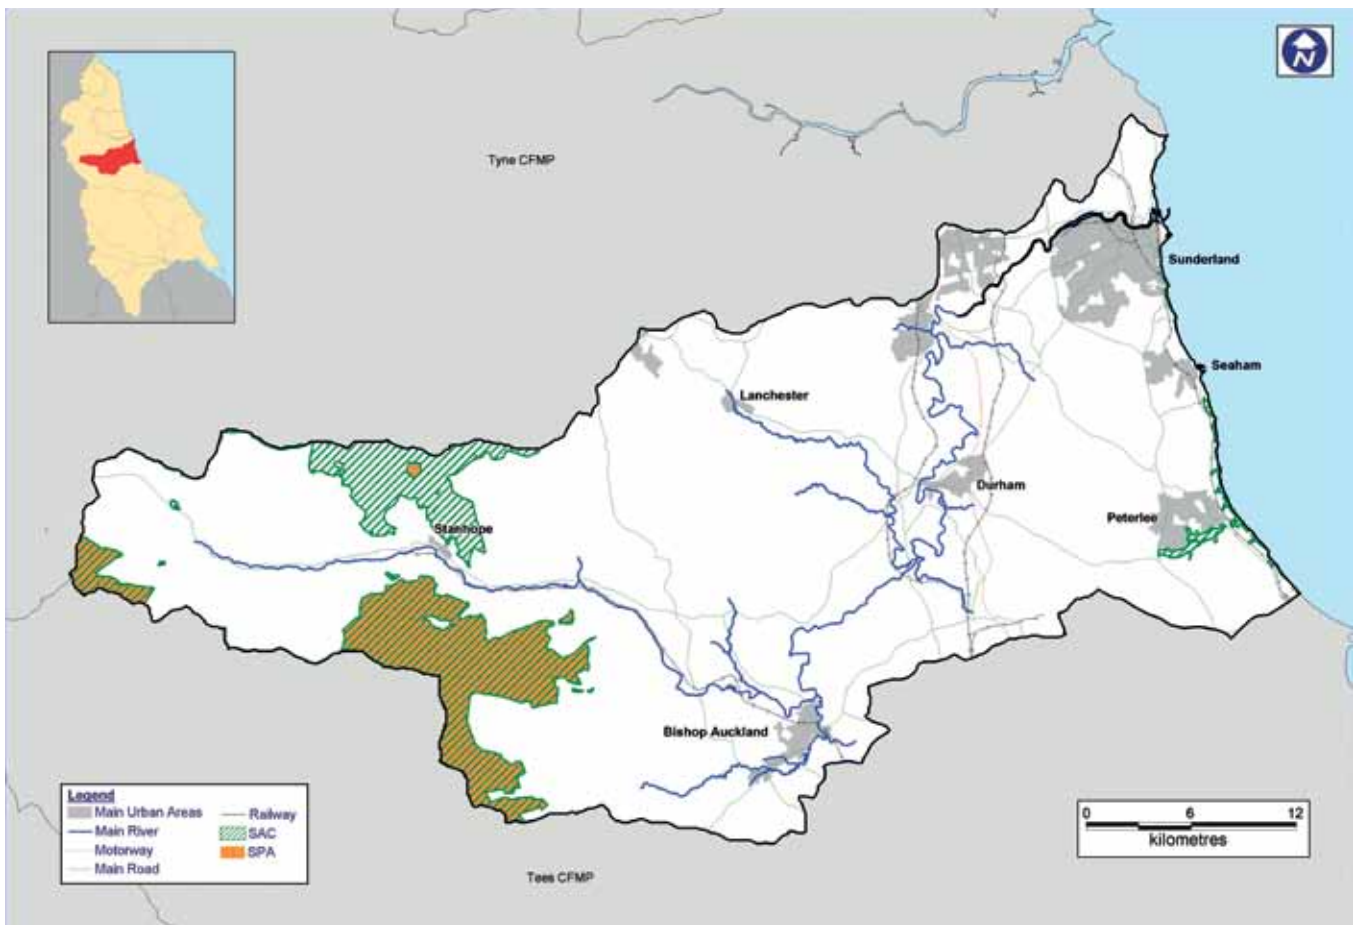 N
Tyne CFMP
Sunderland
Seaham
Lanchester
Durham
Peterlee
Stanhope
Bishop Auckland
Legend
Main Urban Areas
Main River
Motorway
Main Road
Railway
SAC
SPA
0 6 12
kilometres
Tees CFMP